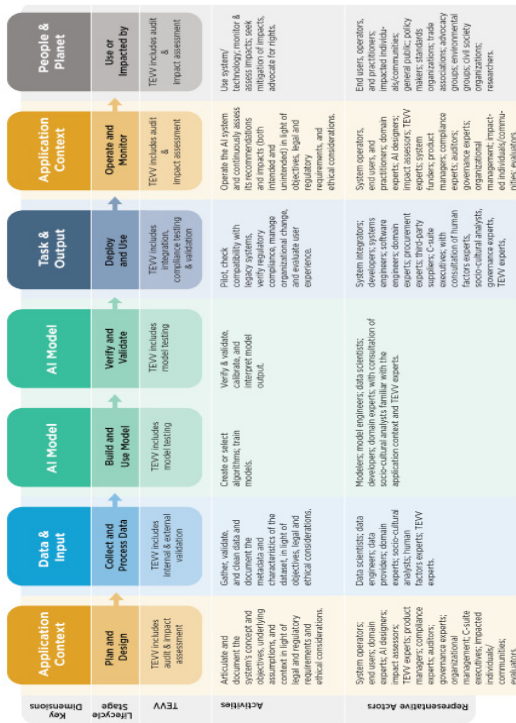 Key
Dimensions
Application
Context
Data &
Input
AI Model
AI Model
Task &
Output
Application
Context
People &
Planet
Lifecycle
Stage
Plan and
Design
Collect and
Process Data
Build and
Use Model
Verify and
Validate
Deploy
and Use
Operate and
Monitor
Use or
Impacted by
TEVV
TEVV includes
audit & impact
assessment
TEVV includes
internal & external
validation
TEVV includes
model testing
TEVV includes
model testing
TEVV includes
integration,
compliance testing
& validation
TEVV includes
audit &
impact assessment
TEVV includes
audit &
impact assessment
Activities
Articulate and
document the
system's concept and
objectives, underlying
assumptions, and
context in light of
legal and regulatory
requirements and
ethical considerations.
Gather, validate,
and clean data and
document the
metadata and
characteristics of the
dataset, in light of
objectives, legal and
ethical considerations.
Create or select
algorithms; train
models.
Verify & validate,
calibrate, and
interpret model
output.
Pilot, check
compatibility with
legacy systems,
verify regulatory
compliance, manage
organizational change,
and evaluate user
experience.
Operate the AI system
and continuously assess
its recommendations
and impacts (both
intended and
unintended) in light of
objectives, legal and
regulatory
requirements, and
ethical considerations.
Use system/
technology; monitor &
assess impacts; seek
mitigation of impacts,
advocate for rights.
Representative Actors
System operators;
end users; domain
experts; AI designers;
impact assessors;
TEVV experts; product
managers; compliance
experts; auditors;
governance experts;
organizational
management; C-suite
executives; impacted
individuals/
communities;
evaluators.
Data scientists; data
engineers; data
providers; domain
experts; socio-cultural
analysts; human
factors experts; TEVV
experts.
Modelers; model engineers; data scientists;
developers; domain experts; with consultation of
socio-cultural analysts familiar with the
application context and TEVV experts.
System integrators;
developers; systems
engineers; software
engineers; domain
experts; procurement
experts; third-party
suppliers; C-suite
executives; with
consultation of human
factors experts,
socio-cultural analysts,
governance experts,
TEVV experts,
System operators,
end users, and
practitioners; domain
experts; AI designers;
impact assessors; TEVV
experts; system
funders; product
managers; compliance
experts; auditors;
governance experts;
organizational
management; impact-
ed individuals/commu-
nities; evaluators.
End users, operators,
and practitioners;
impacted individu-
als/communities;
general public; policy
makers; standards
organizations; trade
associations; advocacy
groups; environmental
groups; civil society
organizations;
researchers.